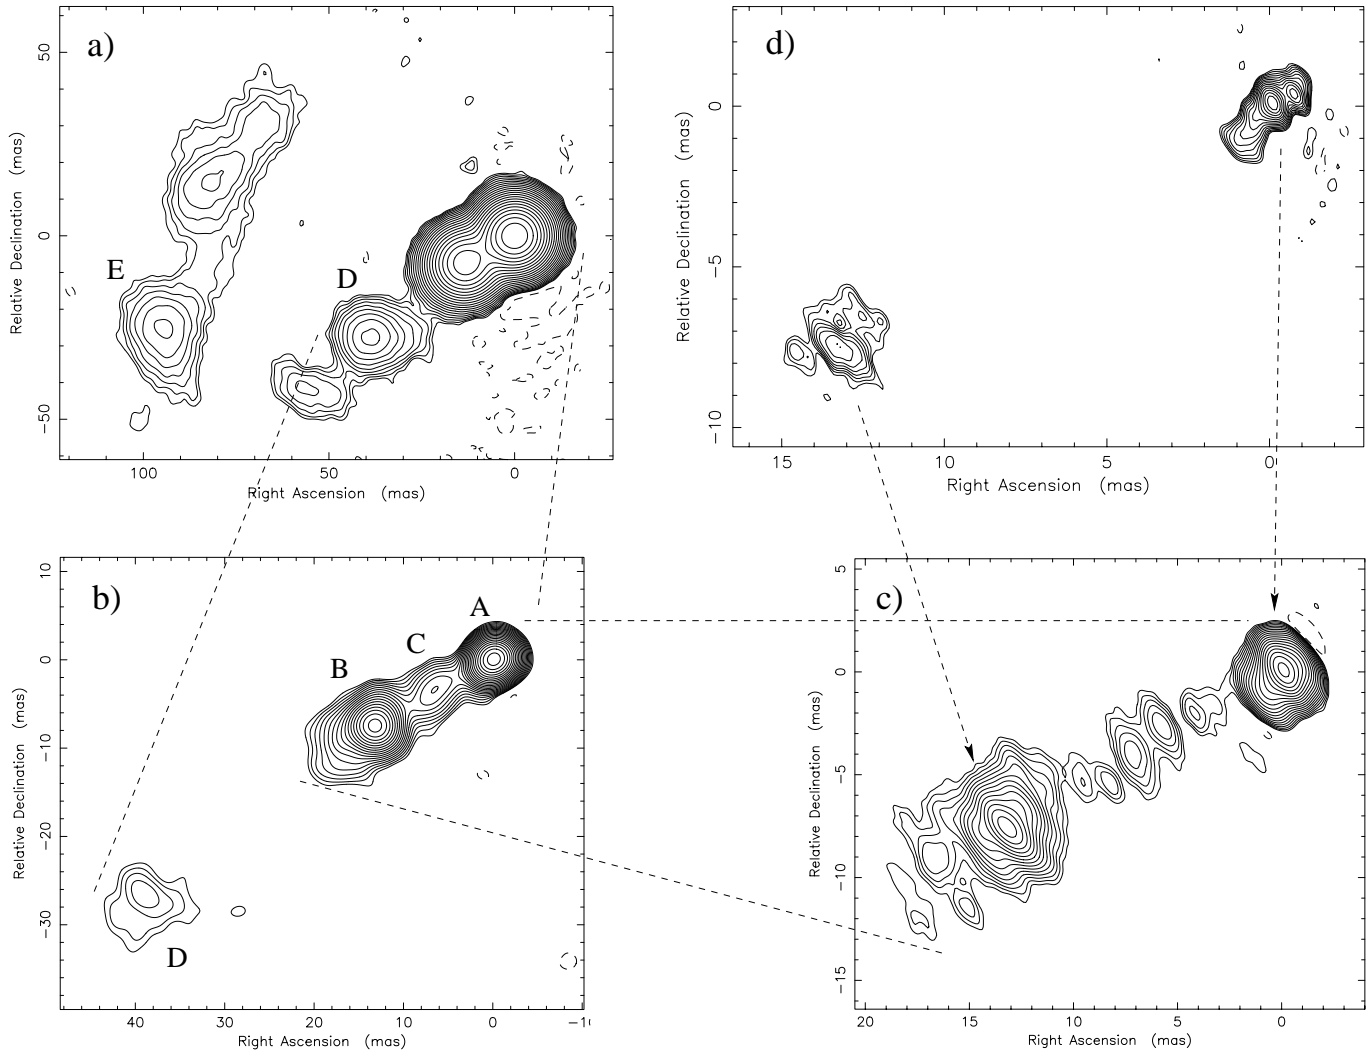 a)
E
D
50
0
−50
Relative Declination (mas)
100
50
0
Right Ascension (mas)
d)
0
−5
−10
Relative Declination (mas)
15
10
5
0
Right Ascension (mas)
b)
A
C
B
D
10
0
−10
−20
−30
Relative Declination (mas)
40
30
20
10
0
Right Ascension (mas)
c)
5
0
−5
−10
−15
Relative Declination (mas)
20
15
10
5
0
Right Ascension (mas)